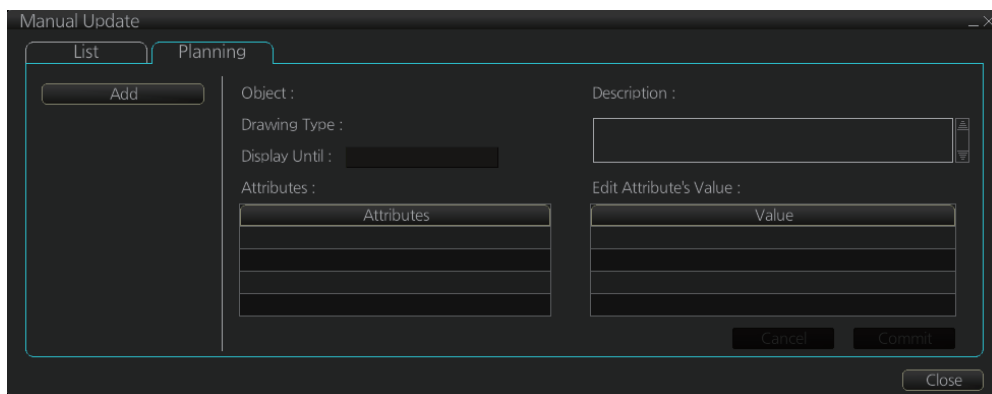 Manual Update
List Planning
Add
Object :
Description :
Drawing Type :
Display Until :
Attributes :
Edit Attribute's Value :
Attributes
Value
Cancel Commit
Close